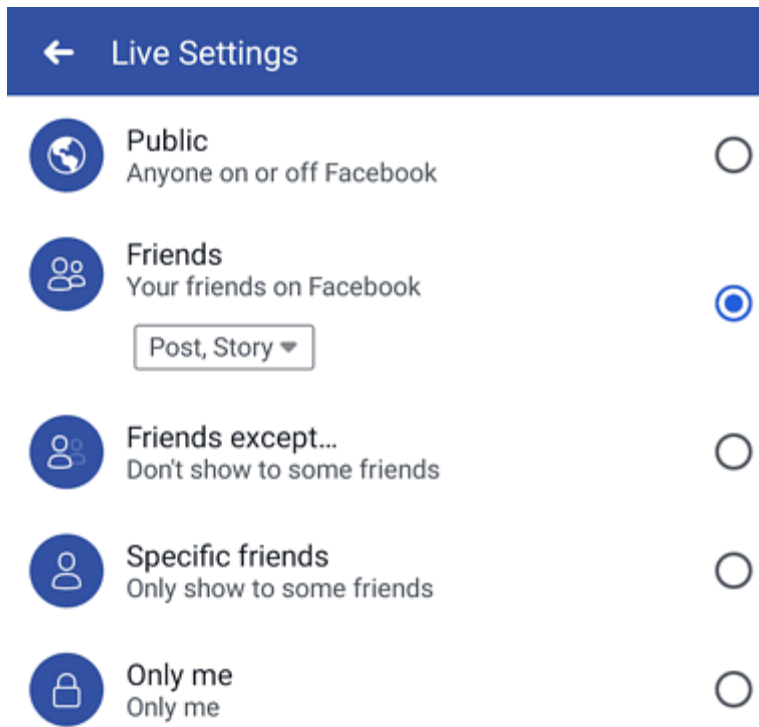 Live Settings
Public
Anyone on or off Facebook
Friends
Your friends on Facebook
Post, Story
Friends except...
Don't show to some friends
Specific friends
Only show to some friends
Only me
Only me